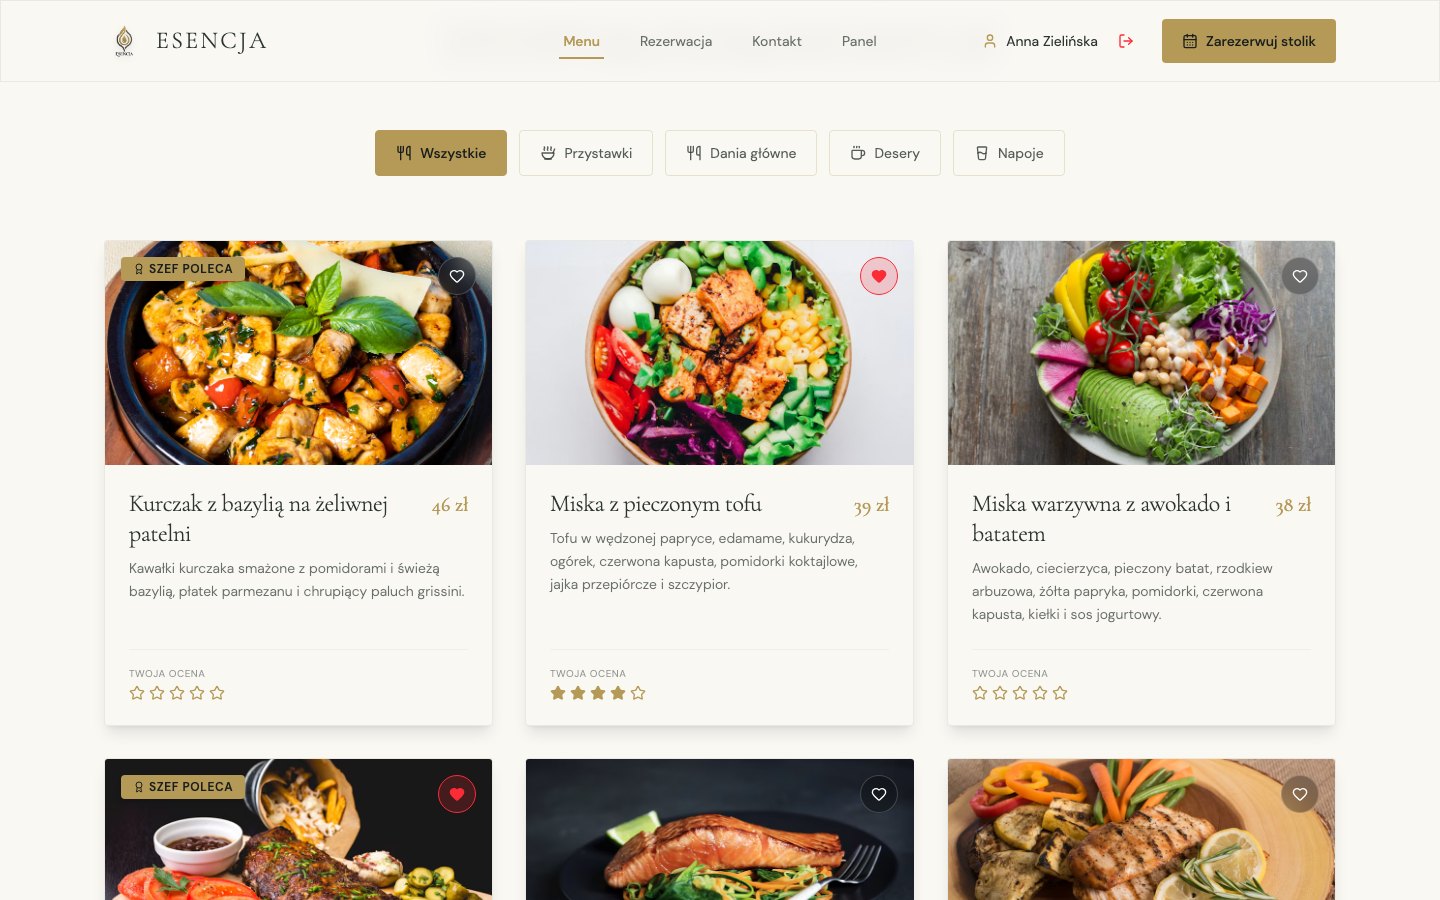 ESENCJA
ESENCJA
Menu
Rezerwacja
Kontakt
Panel
Anna Zielińska
Zarezerwuj stolik
Wszystkie
Przystawki
Dania główne
Desery
Napoje
SZEF POLECA
Kurczak z bazylią na żeliwnej
patelni
46 zł
Kawałki kurczaka smażone z pomidorami i świeżą
bazylią, płatek parmezanu i chrupiący paluch grissini.
TWOJA OCENA
Miska z pieczonym tofu
39 zł
Tofu w wędzonej papryce, edamame, kukurydza,
ogórek, czerwona kapusta, pomidorki koktajlowe,
jajka przepiórcze i szczypior.
TWOJA OCENA
Miska warzywna z awokado i
batatem
38 zł
Awokado, ciecierzyca, pieczony batat, rzodkiew
arbuzowa, żółta papryka, pomidorki, czerwona
kapusta, kiełki i sos jogurtowy.
TWOJA OCENA
SZEF POLECA